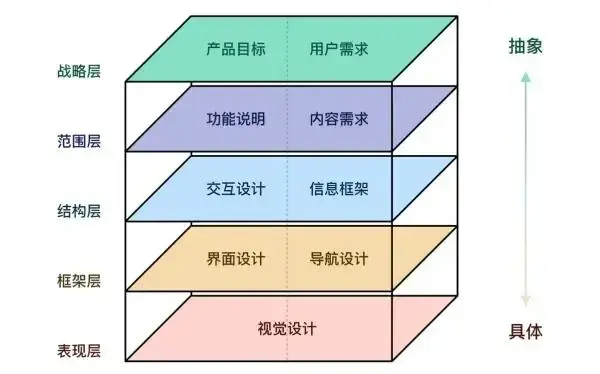 产品目标 用户需求
抽象
战略层
功能说明 内容需求
范围层
交互设计 信息框架
结构层
界面设计 导航设计
框架层
视觉设计
具体
表现层